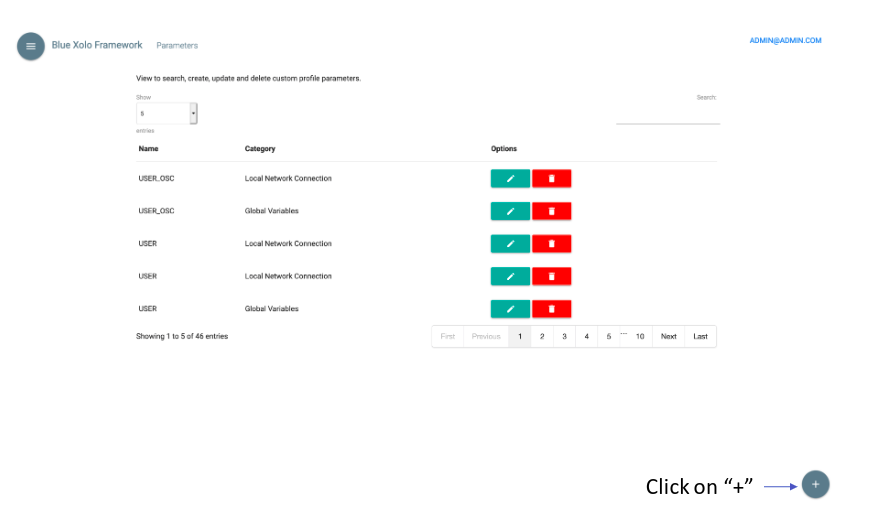 Blue Xolo Framework Parameters ADMIN@ADMIN.COM
View to search, create, update and delete custom profile parameters.
Show Search:
5
entries
Name Category Options
USER_OSC Local Network Connection
USER_OSC Global Variables
USER Local Network Connection
USER Local Network Connection
USER Global Variables
Showing 1 to 5 of 46 entries First Previous 1 2 3 4 5 ... 10 Next Last
Click on “+” +